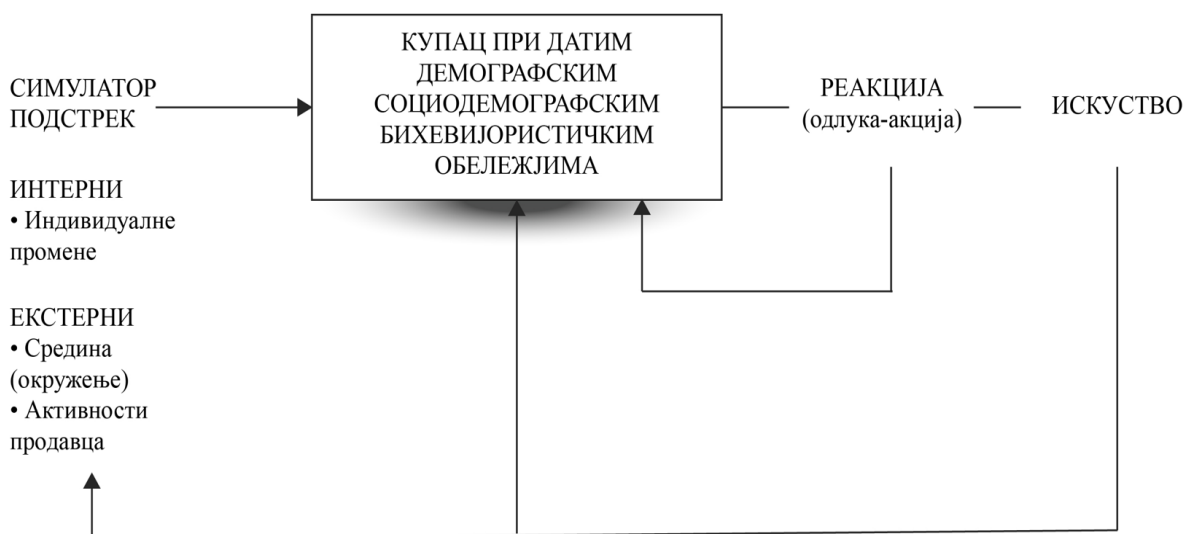 СИМУЛАТОР
ПОДСТРЕК
ИНТЕРНИ
• Индивидуалне
промене
ЕКСТЕРНИ
• Средина
(окружење)
• Активности
продавца
КУПАЦ ПРИ ДАТИМ
ДЕМОГРАФСКИМ
СОЦИОДЕМОГРАФСКИМ
БИХЕВИЈОРИСТИЧКИМ
ОБЕЛЕЖЈИМА
РЕАКЦИЈА
(одлука-акција)
ИСКУСТВО